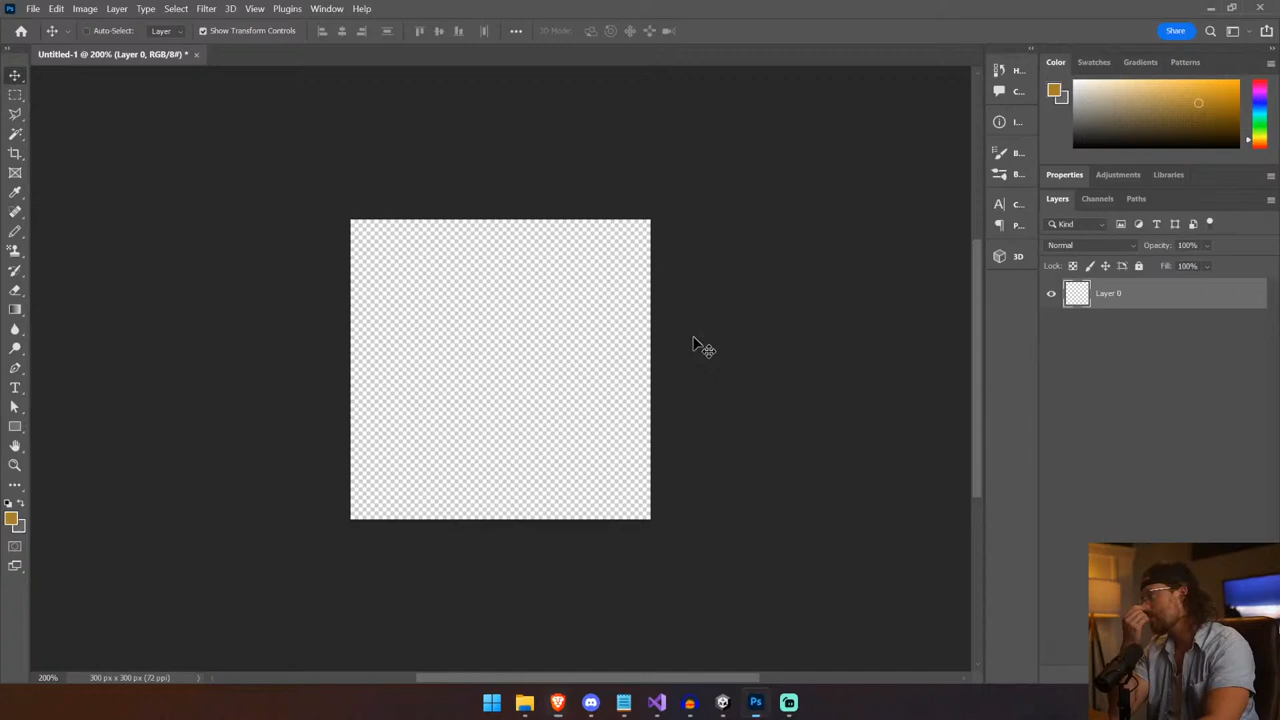 Ps File Edit Image Layer Type Select Filter 3D View Plugins Window Help
Auto-Select: Layer Show Transform Controls 3D Mode: Share
Untitled-1 @ 200% (Layer 0, RGB/8#) *
Color Swatches Gradients Patterns
H...
C...
I...
B...
B...
C...
P...
3D
Properties Adjustments Libraries
Layers Channels Paths
Kind
Normal Opacity: 100%
Lock: Fill: 100%
Layer 0
200% 300 px x 300 px (72 ppi)
Ps